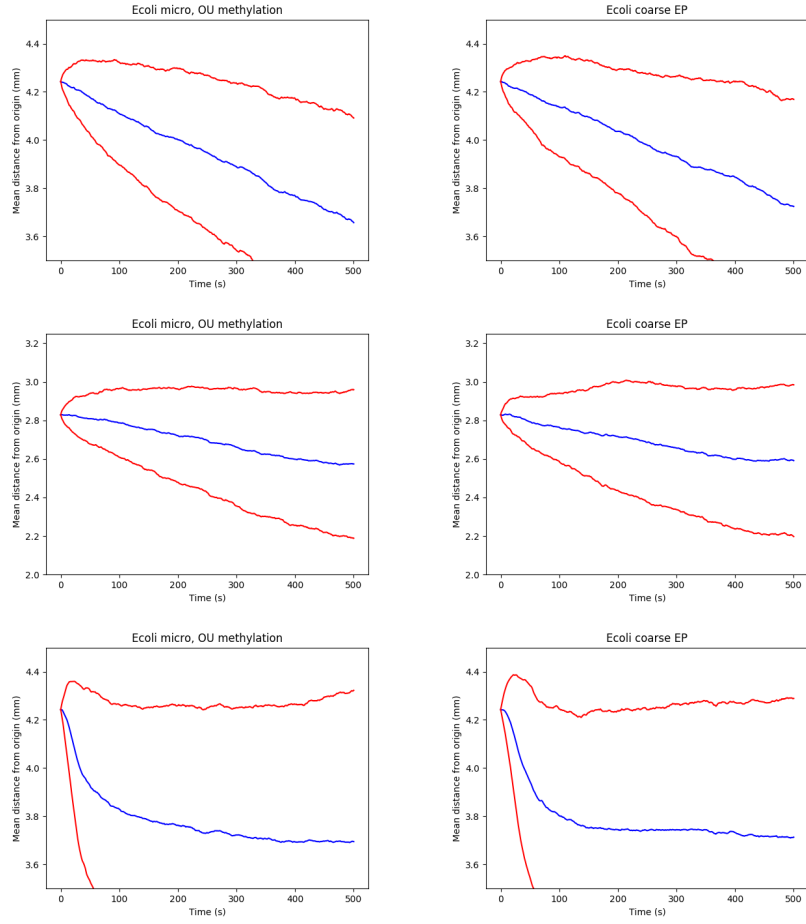 Ecoli micro, OU methylation
Mean distance from origin (mm)
4.4
4.2
4.0
3.8
3.6
0 100 200 300 400 500
Time (s)
Ecoli coarse EP
Mean distance from origin (mm)
4.4
4.2
4.0
3.8
3.6
0 100 200 300 400 500
Time (s)
Ecoli micro, OU methylation
Mean distance from origin (mm)
3.2
3.0
2.8
2.6
2.4
2.2
2.0
0 100 200 300 400 500
Time (s)
Ecoli coarse EP
Mean distance from origin (mm)
3.2
3.0
2.8
2.6
2.4
2.2
2.0
0 100 200 300 400 500
Time (s)
Ecoli micro, OU methylation
Mean distance from origin (mm)
4.4
4.2
4.0
3.8
3.6
0 100 200 300 400 500
Time (s)
Ecoli coarse EP
Mean distance from origin (mm)
4.4
4.2
4.0
3.8
3.6
0 100 200 300 400 500
Time (s)